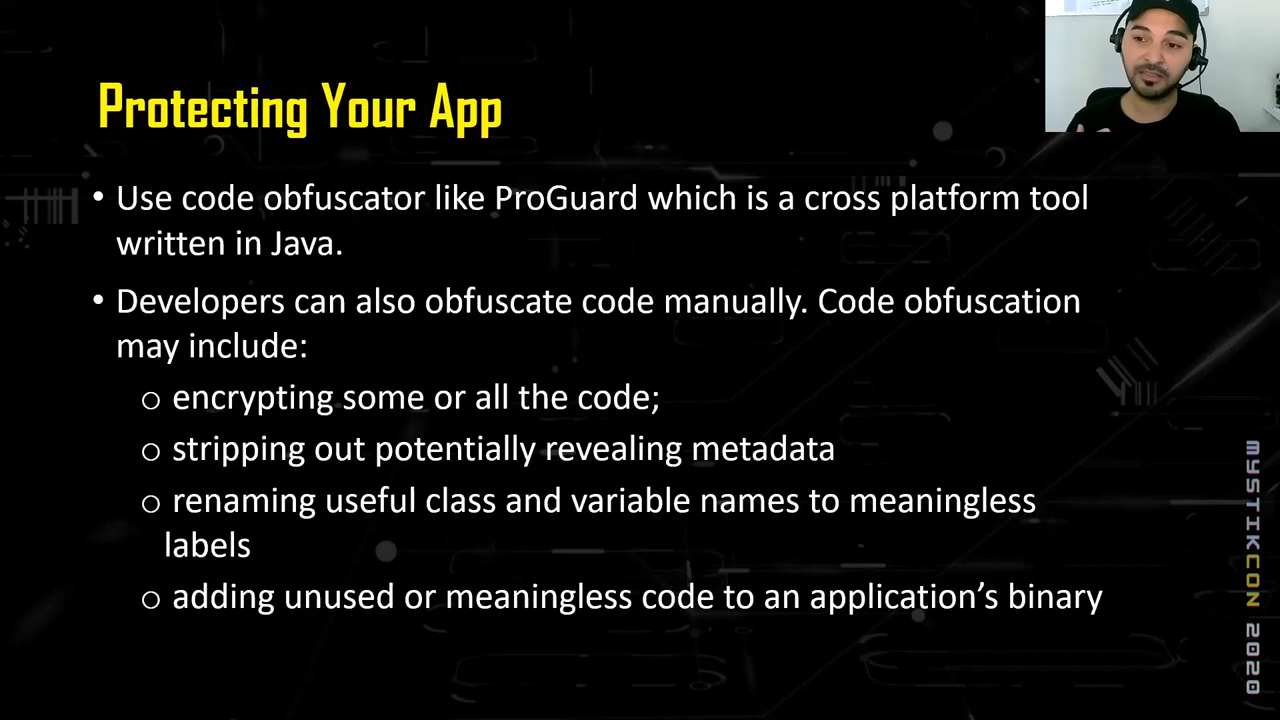 Protecting Your App
• Use code obfuscator like ProGuard which is a cross platform tool
written in Java.
• Developers can also obfuscate code manually. Code obfuscation
may include:
o encrypting some or all the code;
o stripping out potentially revealing metadata
o renaming useful class and variable names to meaningless
labels
o adding unused or meaningless code to an application’s binary
MYSTIKCON 2020